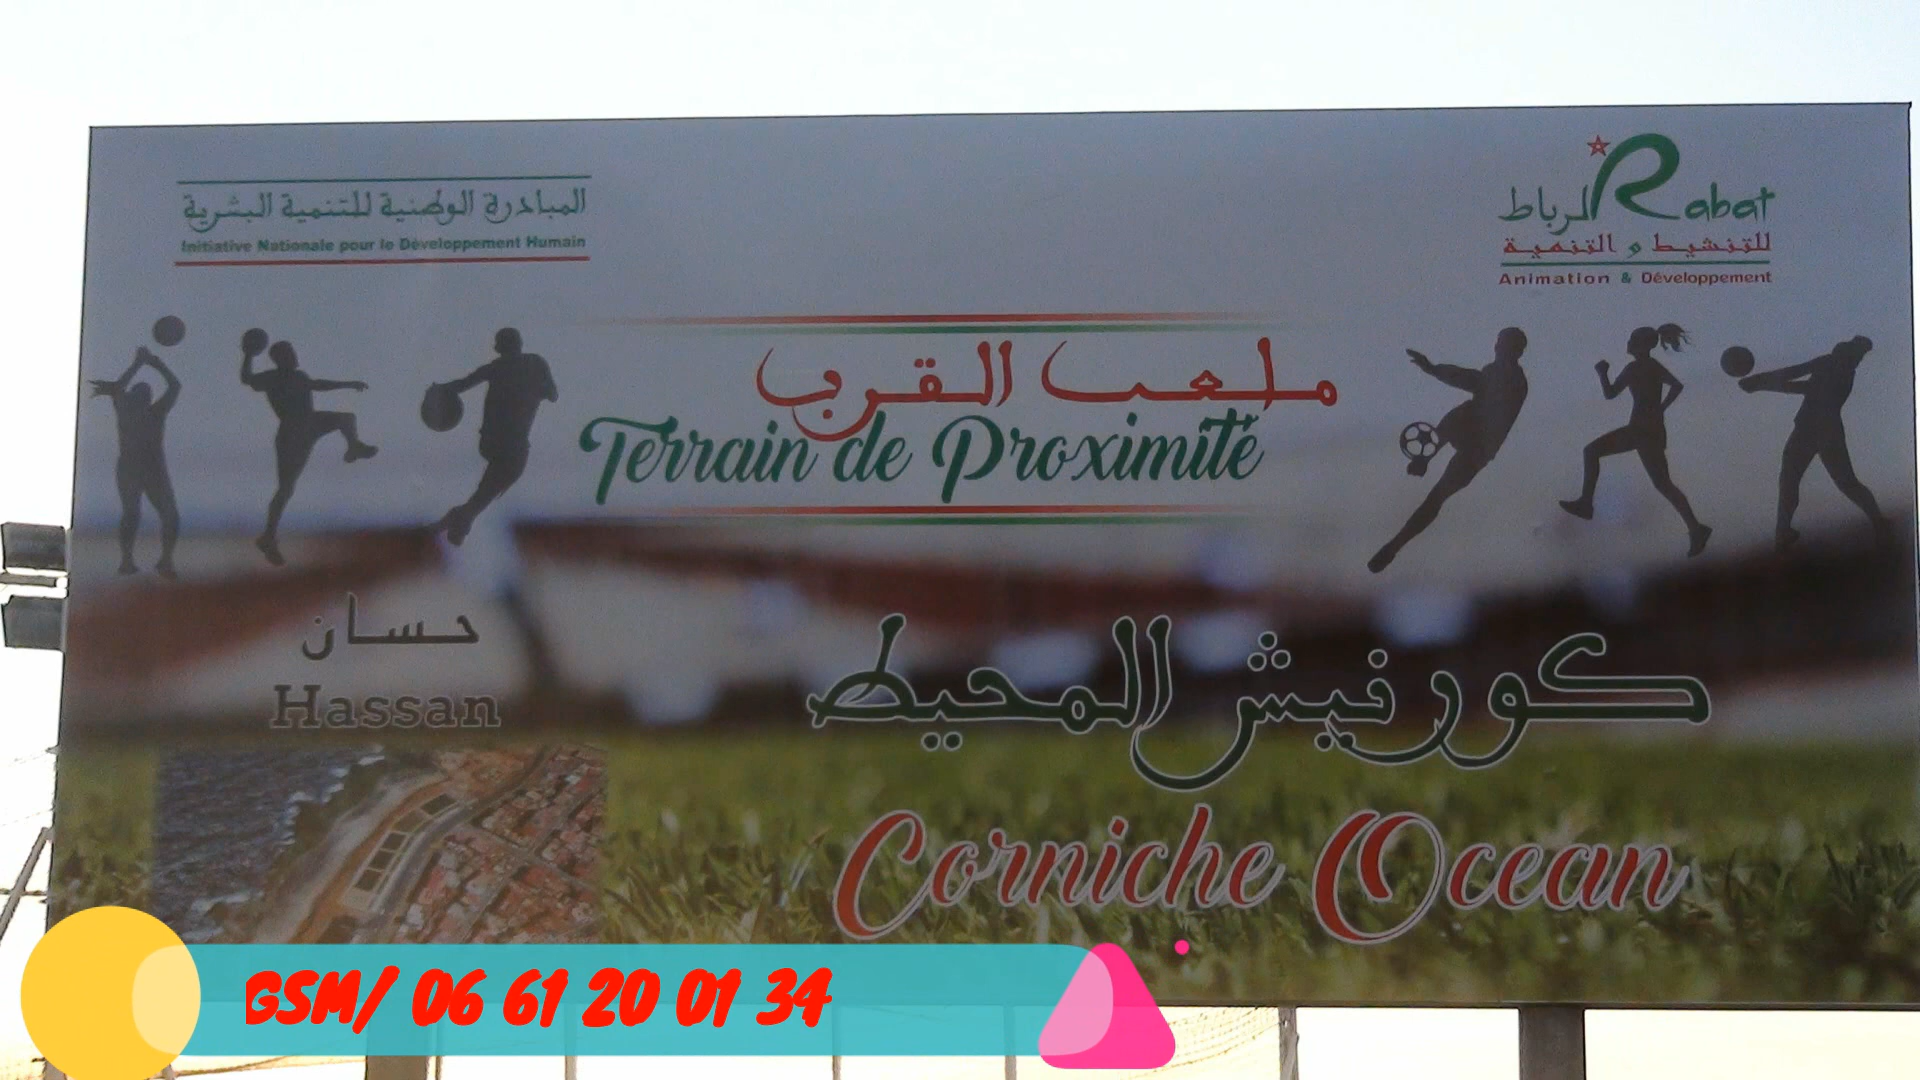 المبادرة الوطنية للتنمية البشرية
Initiative Nationale pour le Développement Humain
الرباط Rabat
للتنشيط و التنمية
Animation & Développement
ملعب القرب
Terrain de Proximité
حسان
Hassan
كورنيش المحيط
Corniche Ocean
GSM/ 06 61 20 01 34